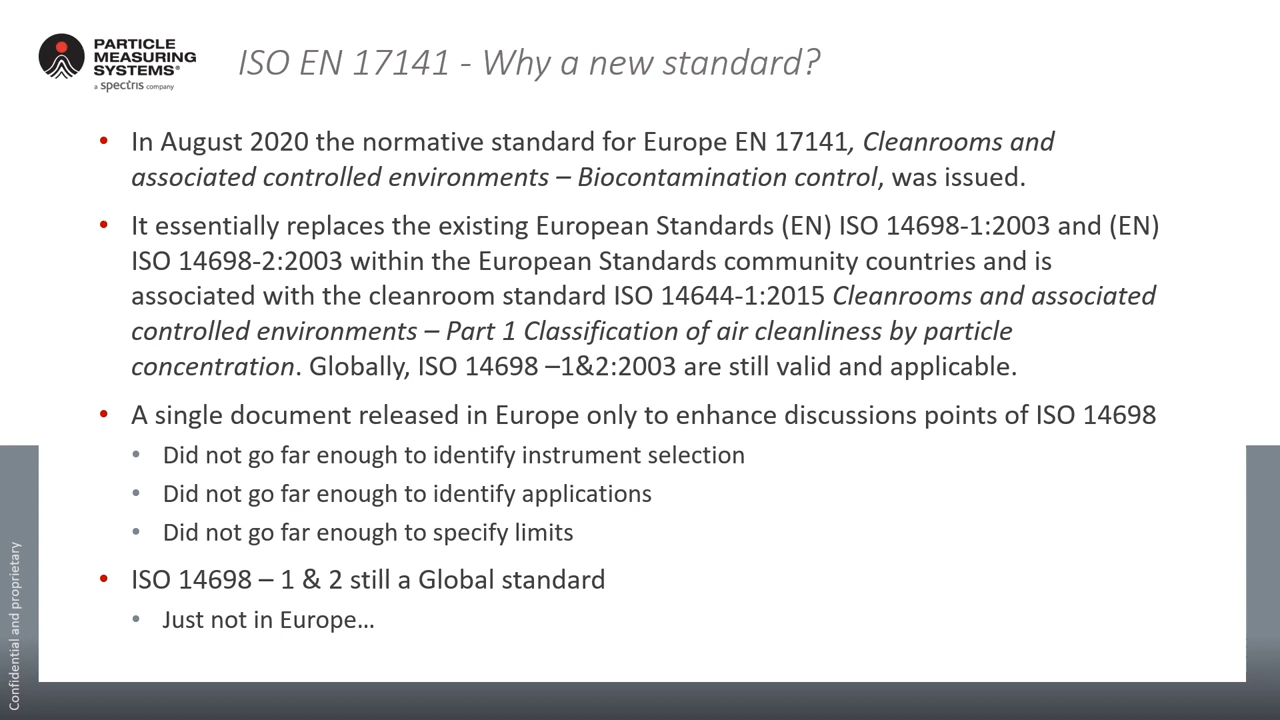 PARTICLE
MEASURING
SYSTEMS®
a spectris company
ISO EN 17141 - Why a new standard?
• In August 2020 the normative standard for Europe EN 17141, Cleanrooms and
associated controlled environments – Biocontamination control, was issued.
• It essentially replaces the existing European Standards (EN) ISO 14698-1:2003 and (EN)
ISO 14698-2:2003 within the European Standards community countries and is
associated with the cleanroom standard ISO 14644-1:2015 Cleanrooms and associated
controlled environments – Part 1 Classification of air cleanliness by particle
concentration. Globally, ISO 14698 –1&2:2003 are still valid and applicable.
• A single document released in Europe only to enhance discussions points of ISO 14698
• Did not go far enough to identify instrument selection
• Did not go far enough to identify applications
• Did not go far enough to specify limits
• ISO 14698 – 1 & 2 still a Global standard
• Just not in Europe…
Confidential and proprietary